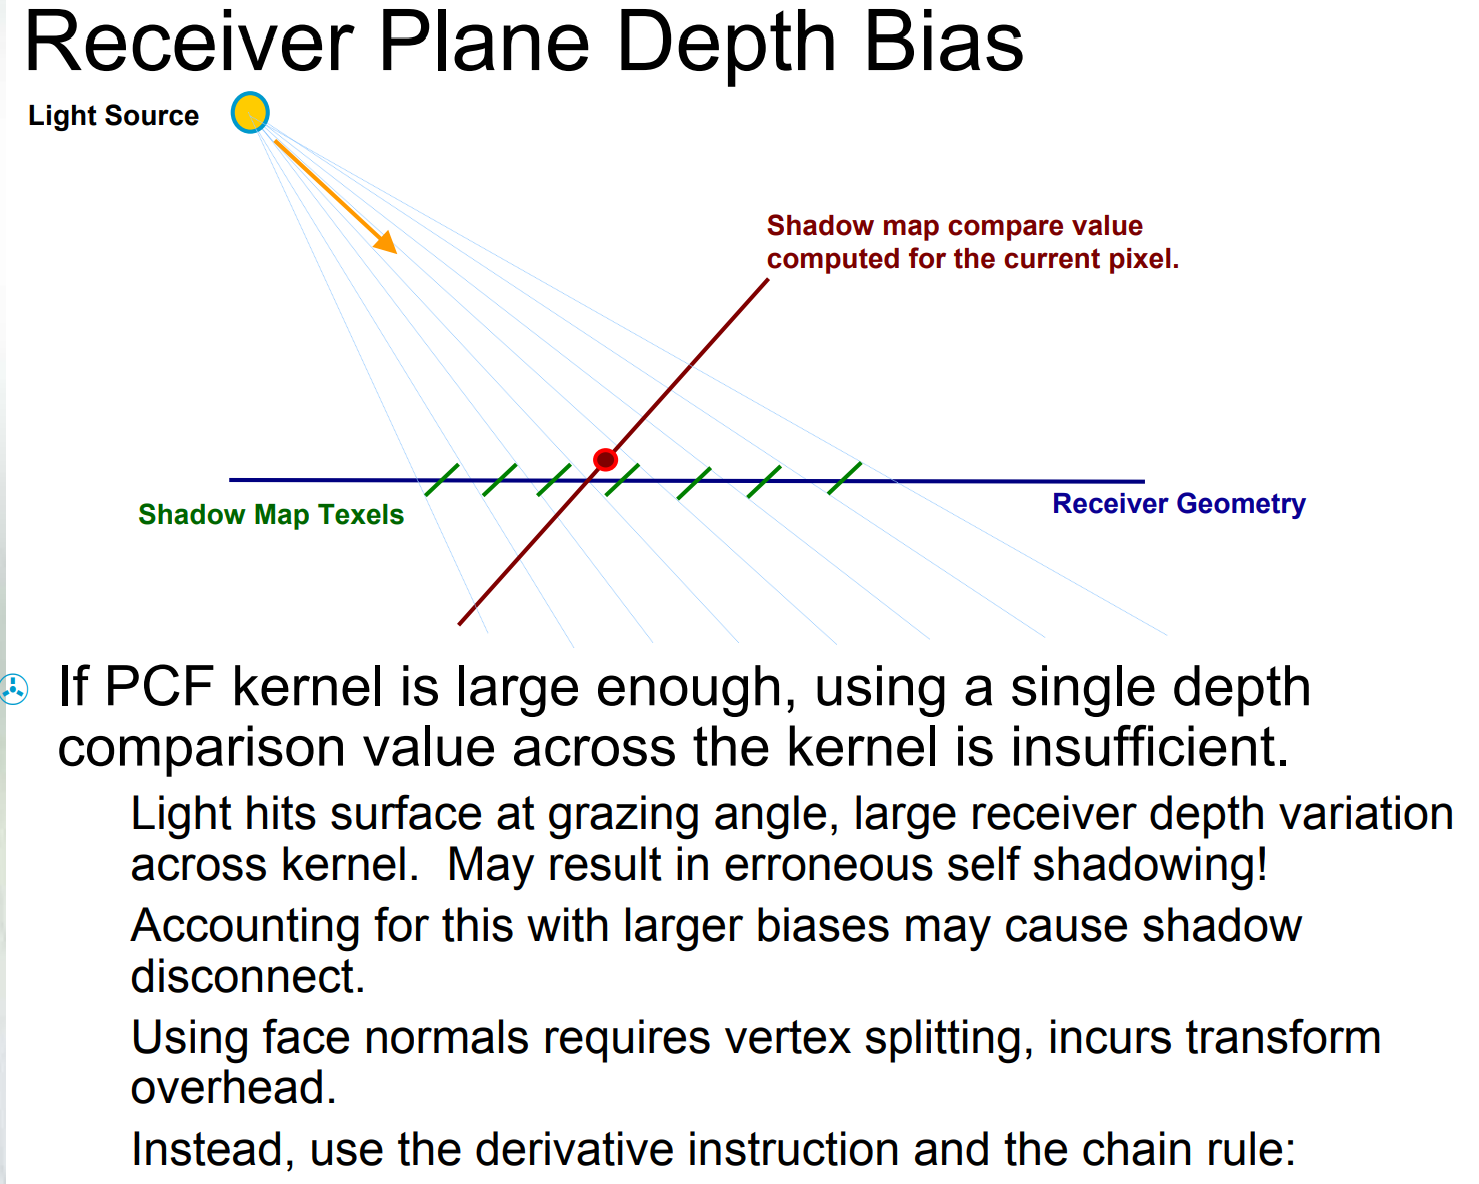 Receiver Plane Depth Bias
Light Source
Shadow map compare value
computed for the current pixel.
Shadow Map Texels
Receiver Geometry
If PCF kernel is large enough, using a single depth
comparison value across the kernel is insufficient.
Light hits surface at grazing angle, large receiver depth variation
across kernel.  May result in erroneous self shadowing!
Accounting for this with larger biases may cause shadow
disconnect.
Using face normals requires vertex splitting, incurs transform
overhead.
Instead, use the derivative instruction and the chain rule: